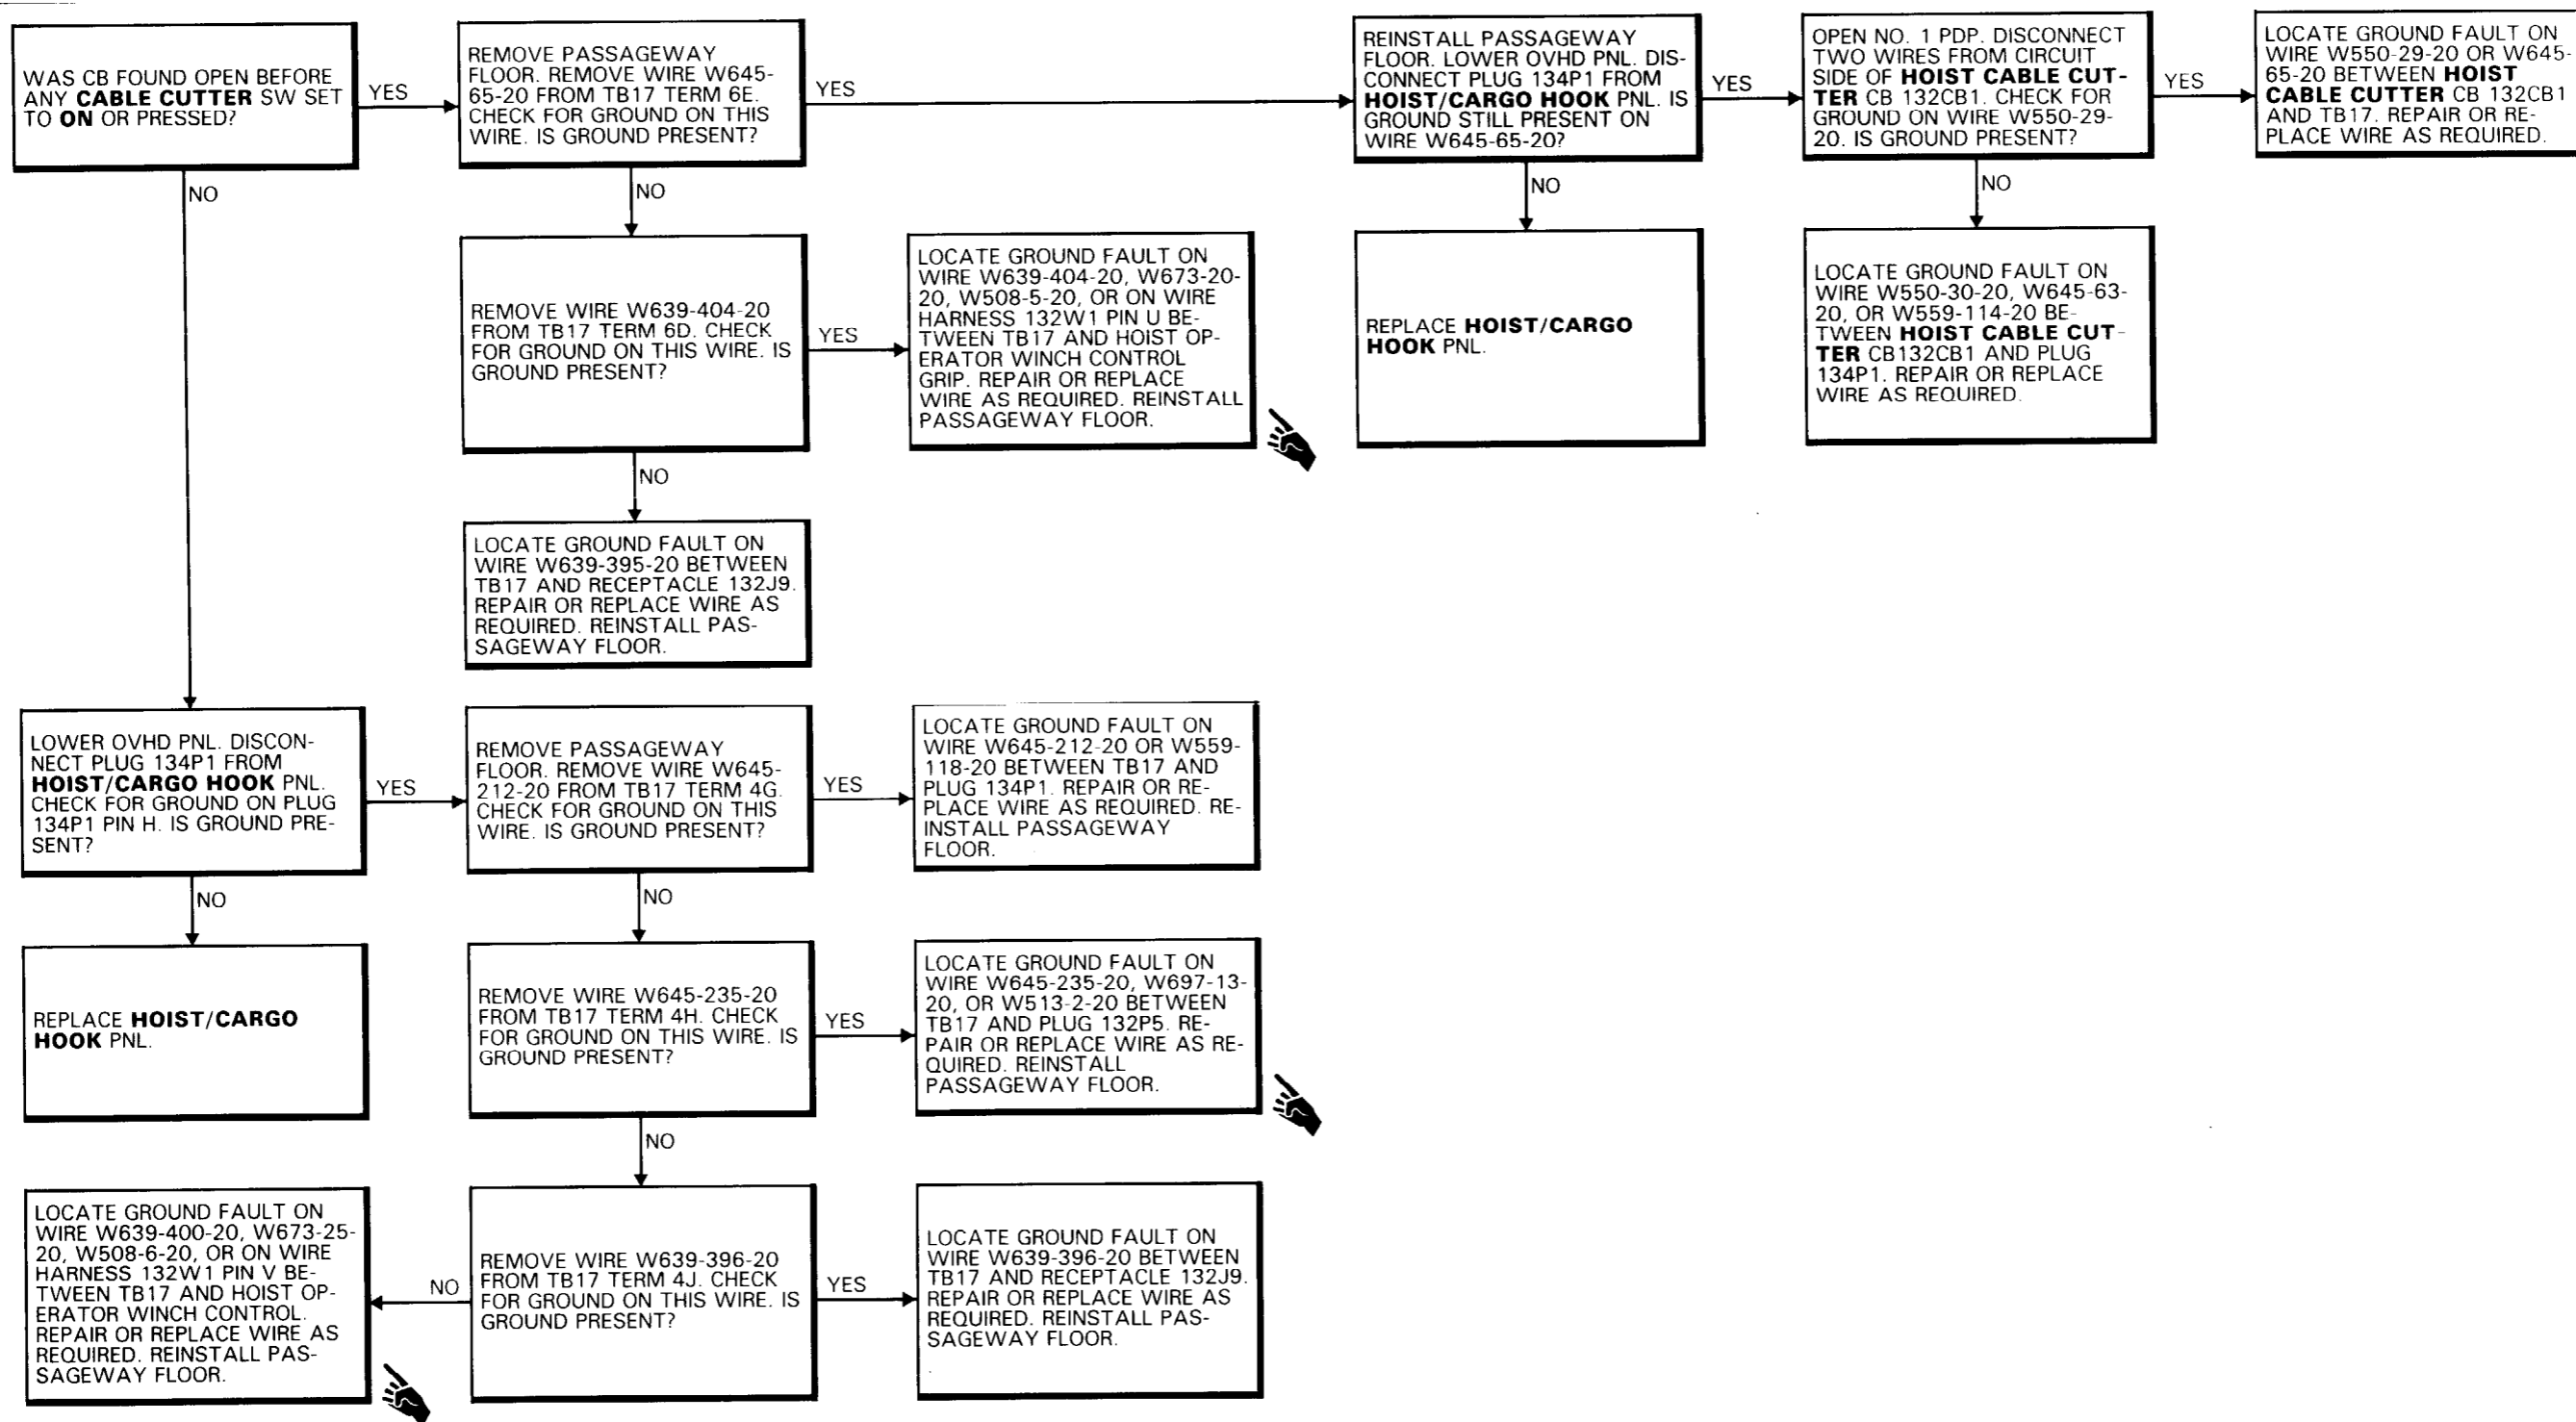 WAS CB FOUND OPEN BEFORE
ANY CABLE CUTTER SW SET
TO ON OR PRESSED?
YES
REMOVE PASSAGEWAY
FLOOR. REMOVE WIRE W645-
65-20 FROM TB17 TERM 6E.
CHECK FOR GROUND ON THIS
WIRE. IS GROUND PRESENT?
YES
REINSTALL PASSAGEWAY
FLOOR. LOWER OVHD PNL. DIS-
CONNECT PLUG 134P1 FROM
HOIST/CARGO HOOK PNL. IS
GROUND STILL PRESENT ON
WIRE W645-65-20?
YES
OPEN NO. 1 PDP. DISCONNECT
TWO WIRES FROM CIRCUIT
SIDE OF HOIST CABLE CUT-
TER CB 132CB1. CHECK FOR
GROUND ON WIRE W550-29-
20. IS GROUND PRESENT?
YES
LOCATE GROUND FAULT ON
WIRE W550-29-20 OR W645-
65-20 BETWEEN HOIST
CABLE CUTTER CB 132CB1
AND TB17. REPAIR OR RE-
PLACE WIRE AS REQUIRED.
NO
NO
NO
NO
REMOVE WIRE W639-404-20
FROM TB17 TERM 6D. CHECK
FOR GROUND ON THIS WIRE. IS
GROUND PRESENT?
YES
LOCATE GROUND FAULT ON
WIRE W639-404-20, W673-20-
20, W508-5-20, OR ON WIRE
HARNESS 132W1 PIN U BE-
TWEEN TB17 AND HOIST OP-
ERATOR WINCH CONTROL
GRIP. REPAIR OR REPLACE
WIRE AS REQUIRED. REINSTALL
PASSAGEWAY FLOOR.
REPLACE HOIST/CARGO
HOOK PNL.
LOCATE GROUND FAULT ON
WIRE W550-30-20, W645-63-
20, OR W559-114-20 BE-
TWEEN HOIST CABLE CUT-
TER CB132CB1 AND PLUG
134P1. REPAIR OR REPLACE
WIRE AS REQUIRED.
NO
LOCATE GROUND FAULT ON
WIRE W639-395-20 BETWEEN
TB17 AND RECEPTACLE 132J9.
REPAIR OR REPLACE WIRE AS
REQUIRED. REINSTALL PAS-
SAGEWAY FLOOR.
LOWER OVHD PNL. DISCON-
NECT PLUG 134P1 FROM
HOIST/CARGO HOOK PNL.
CHECK FOR GROUND ON PLUG
134P1 PIN H. IS GROUND PRE-
SENT?
YES
REMOVE PASSAGEWAY
FLOOR. REMOVE WIRE W645-
212-20 FROM TB17 TERM 4G.
CHECK FOR GROUND ON THIS
WIRE. IS GROUND PRESENT?
YES
LOCATE GROUND FAULT ON
WIRE W645-212-20 OR W559-
118-20 BETWEEN TB17 AND
PLUG 134P1. REPAIR OR RE-
PLACE WIRE AS REQUIRED. RE-
INSTALL PASSAGEWAY
FLOOR.
NO
NO
REPLACE HOIST/CARGO
HOOK PNL.
REMOVE WIRE W645-235-20
FROM TB17 TERM 4H. CHECK
FOR GROUND ON THIS WIRE. IS
GROUND PRESENT?
YES
LOCATE GROUND FAULT ON
WIRE W645-235-20, W697-13-
20, OR W513-2-20 BETWEEN
TB17 AND PLUG 132P5. RE-
PAIR OR REPLACE WIRE AS RE-
QUIRED. REINSTALL
PASSAGEWAY FLOOR.
NO
LOCATE GROUND FAULT ON
WIRE W639-400-20, W673-25-
20, W508-6-20, OR ON WIRE
HARNESS 132W1 PIN V BE-
TWEEN TB17 AND HOIST OP-
ERATOR WINCH CONTROL.
REPAIR OR REPLACE WIRE AS
REQUIRED. REINSTALL PAS-
SAGEWAY FLOOR.
NO
REMOVE WIRE W639-396-20
FROM TB17 TERM 4J. CHECK
FOR GROUND ON THIS WIRE. IS
GROUND PRESENT?
YES
LOCATE GROUND FAULT ON
WIRE W639-396-20 BETWEEN
TB17 AND RECEPTACLE 132J9.
REPAIR OR REPLACE WIRE AS
REQUIRED. REINSTALL PAS-
SAGEWAY FLOOR.